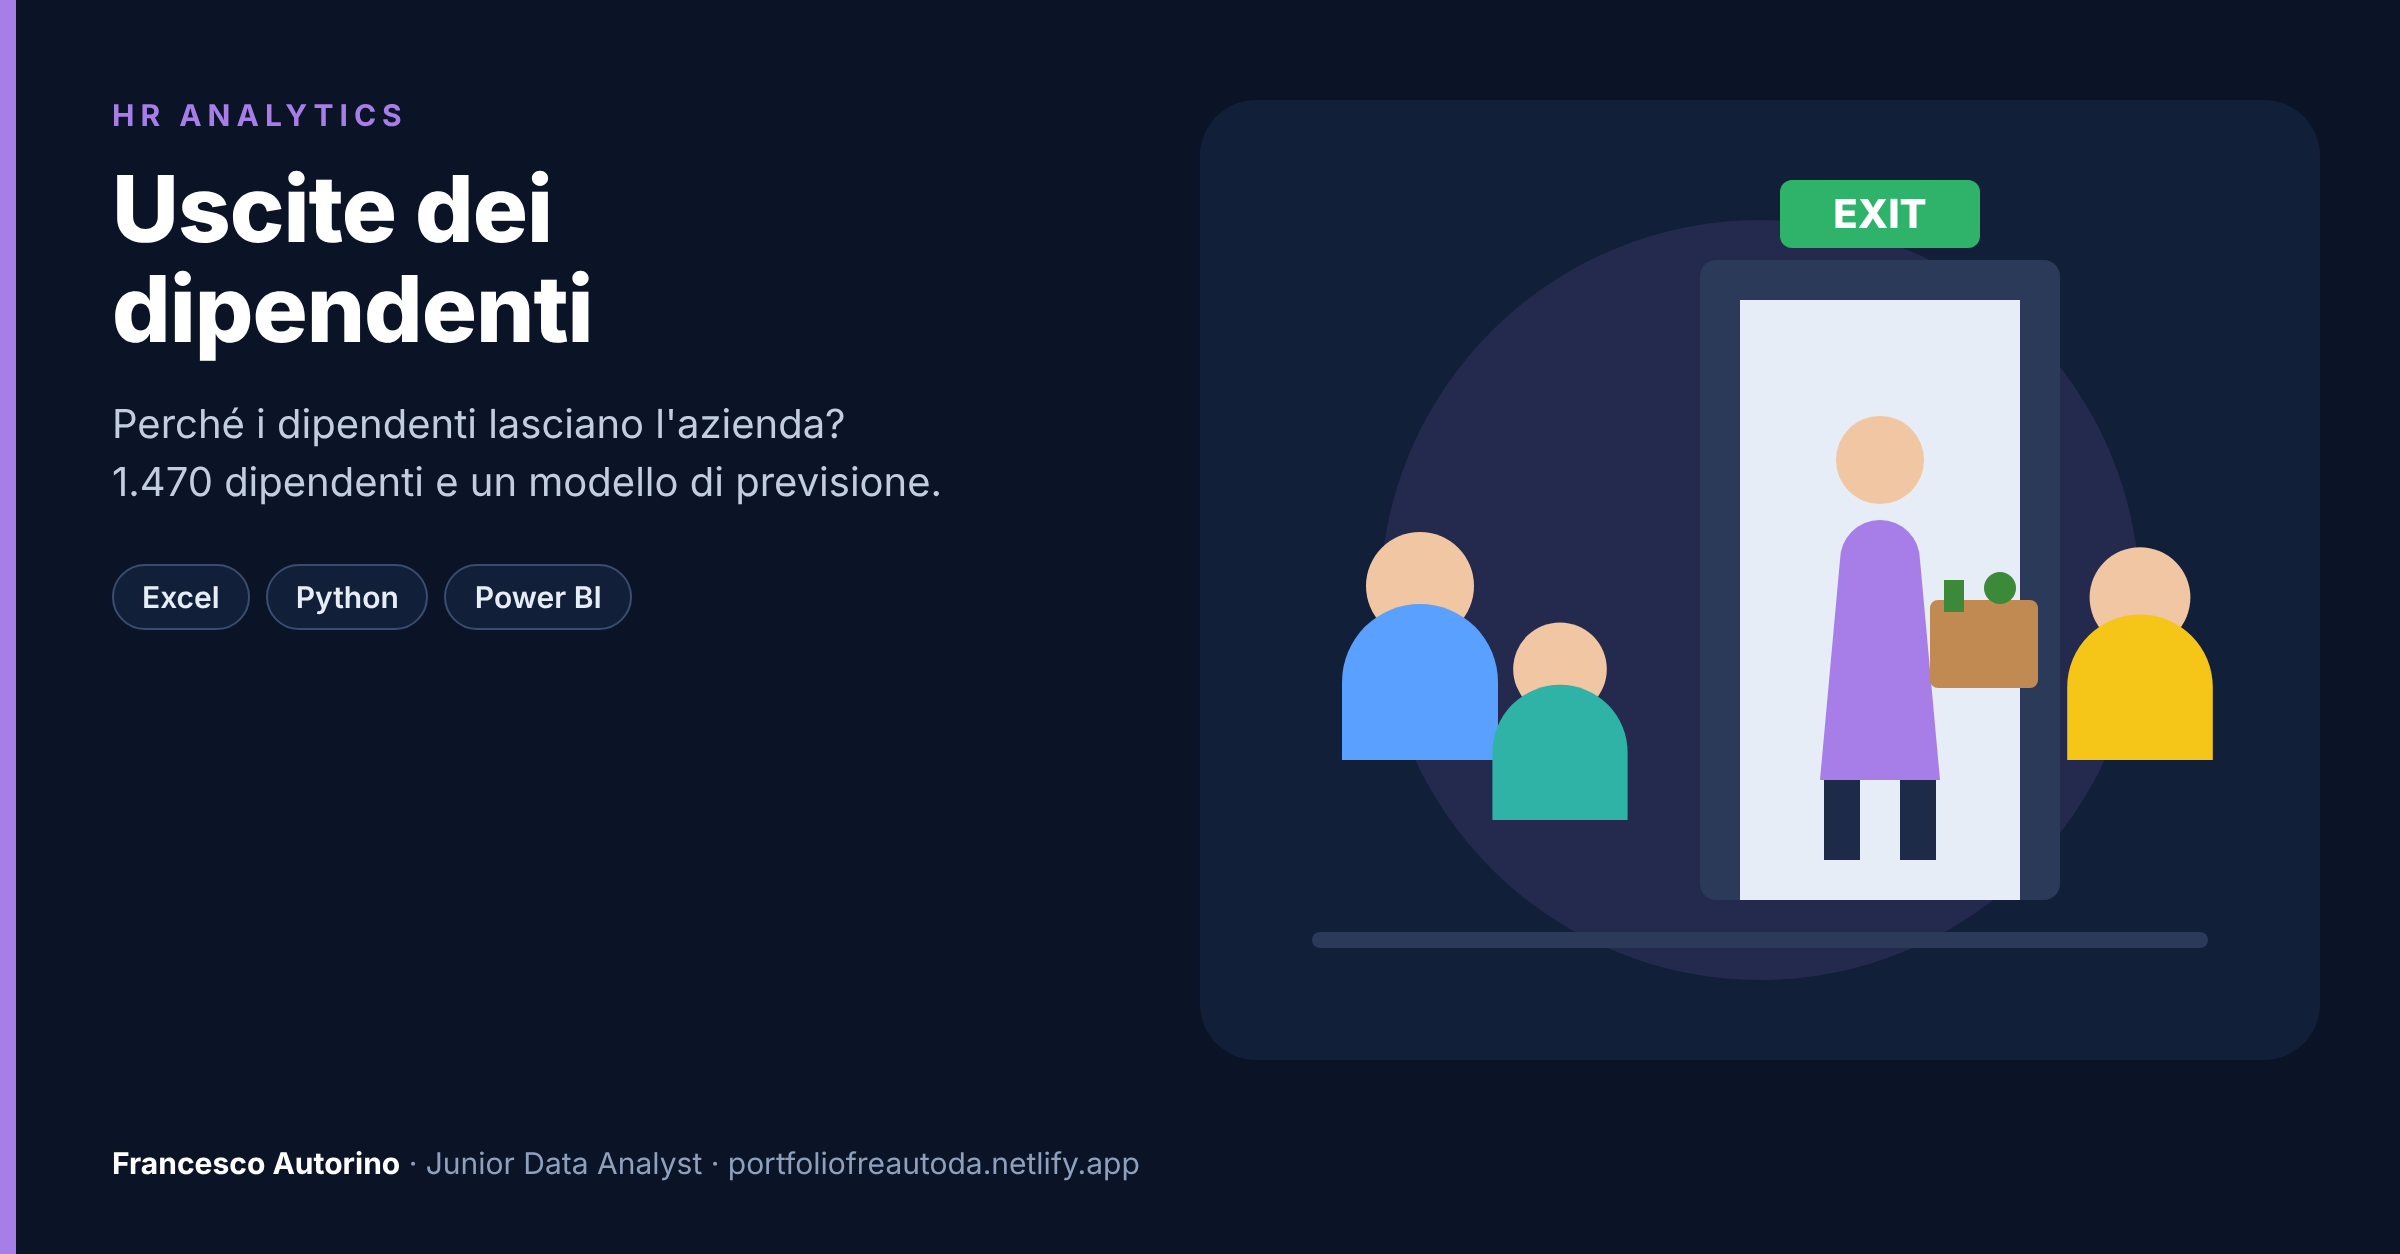 HR ANALYTICS
Uscite dei
dipendenti
Perché i dipendenti lasciano l'azienda?
1.470 dipendenti e un modello di previsione.
Excel
Python
Power BI
EXIT
Francesco Autorino · Junior Data Analyst · portfoliofreautoda.netlify.app